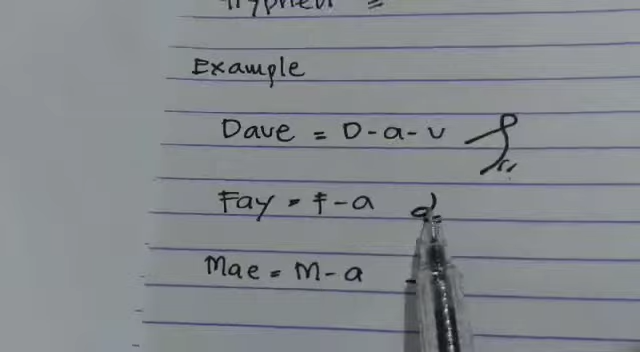 Example
Dave = D-a-v
Fay = F-a
Mae = M-a